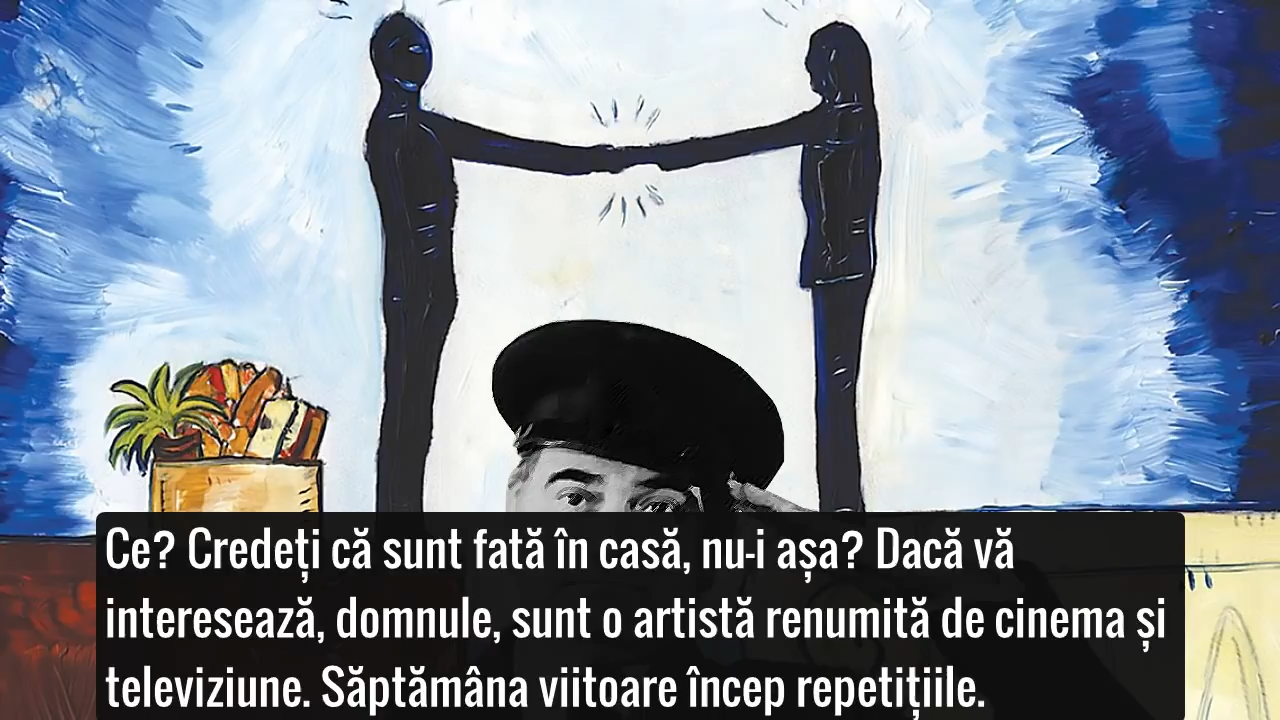 Ce? Credeți că sunt fată în casă, nu-i așa? Dacă vă
interesează, domnule, sunt o artistă renumită de cinema și
televiziune. Săptămâna viitoare încep repetițiile.